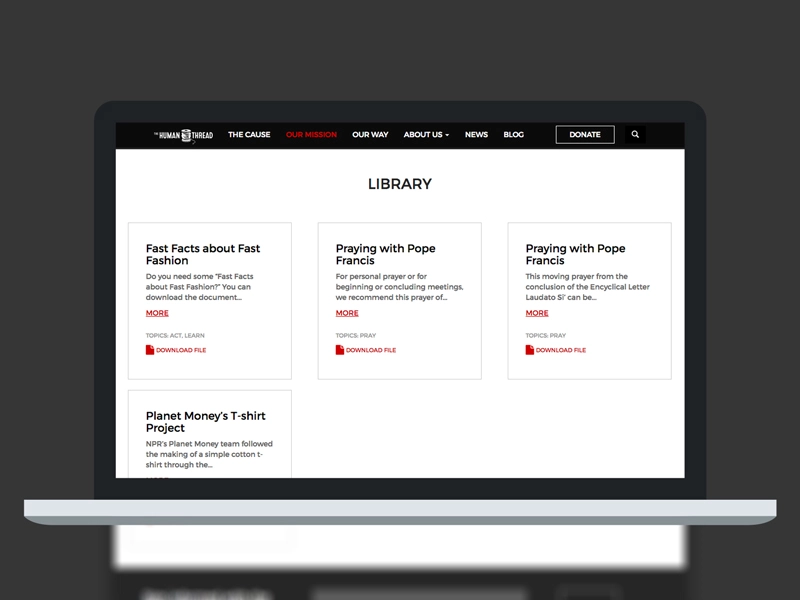 THE HUMAN THREAD THE CAUSE OUR MISSION OUR WAY ABOUT US NEWS BLOG DONATE
LIBRARY
Fast Facts about Fast
Fashion
Do you need some "Fast Facts
about Fast Fashion?" You can
download the document...
MORE
TOPICS: ACT, LEARN
DOWNLOAD FILE
Praying with Pope
Francis
For personal prayer or for
beginning or concluding meetings,
we recommend this prayer of...
MORE
TOPICS: PRAY
DOWNLOAD FILE
Praying with Pope
Francis
This moving prayer from the
conclusion of the Encyclical Letter
Laudato Si' can be...
MORE
TOPICS: PRAY
DOWNLOAD FILE
Planet Money's T-shirt
Project
NPR's Planet Money team followed
the making of a simple cotton t-
shirt through the...